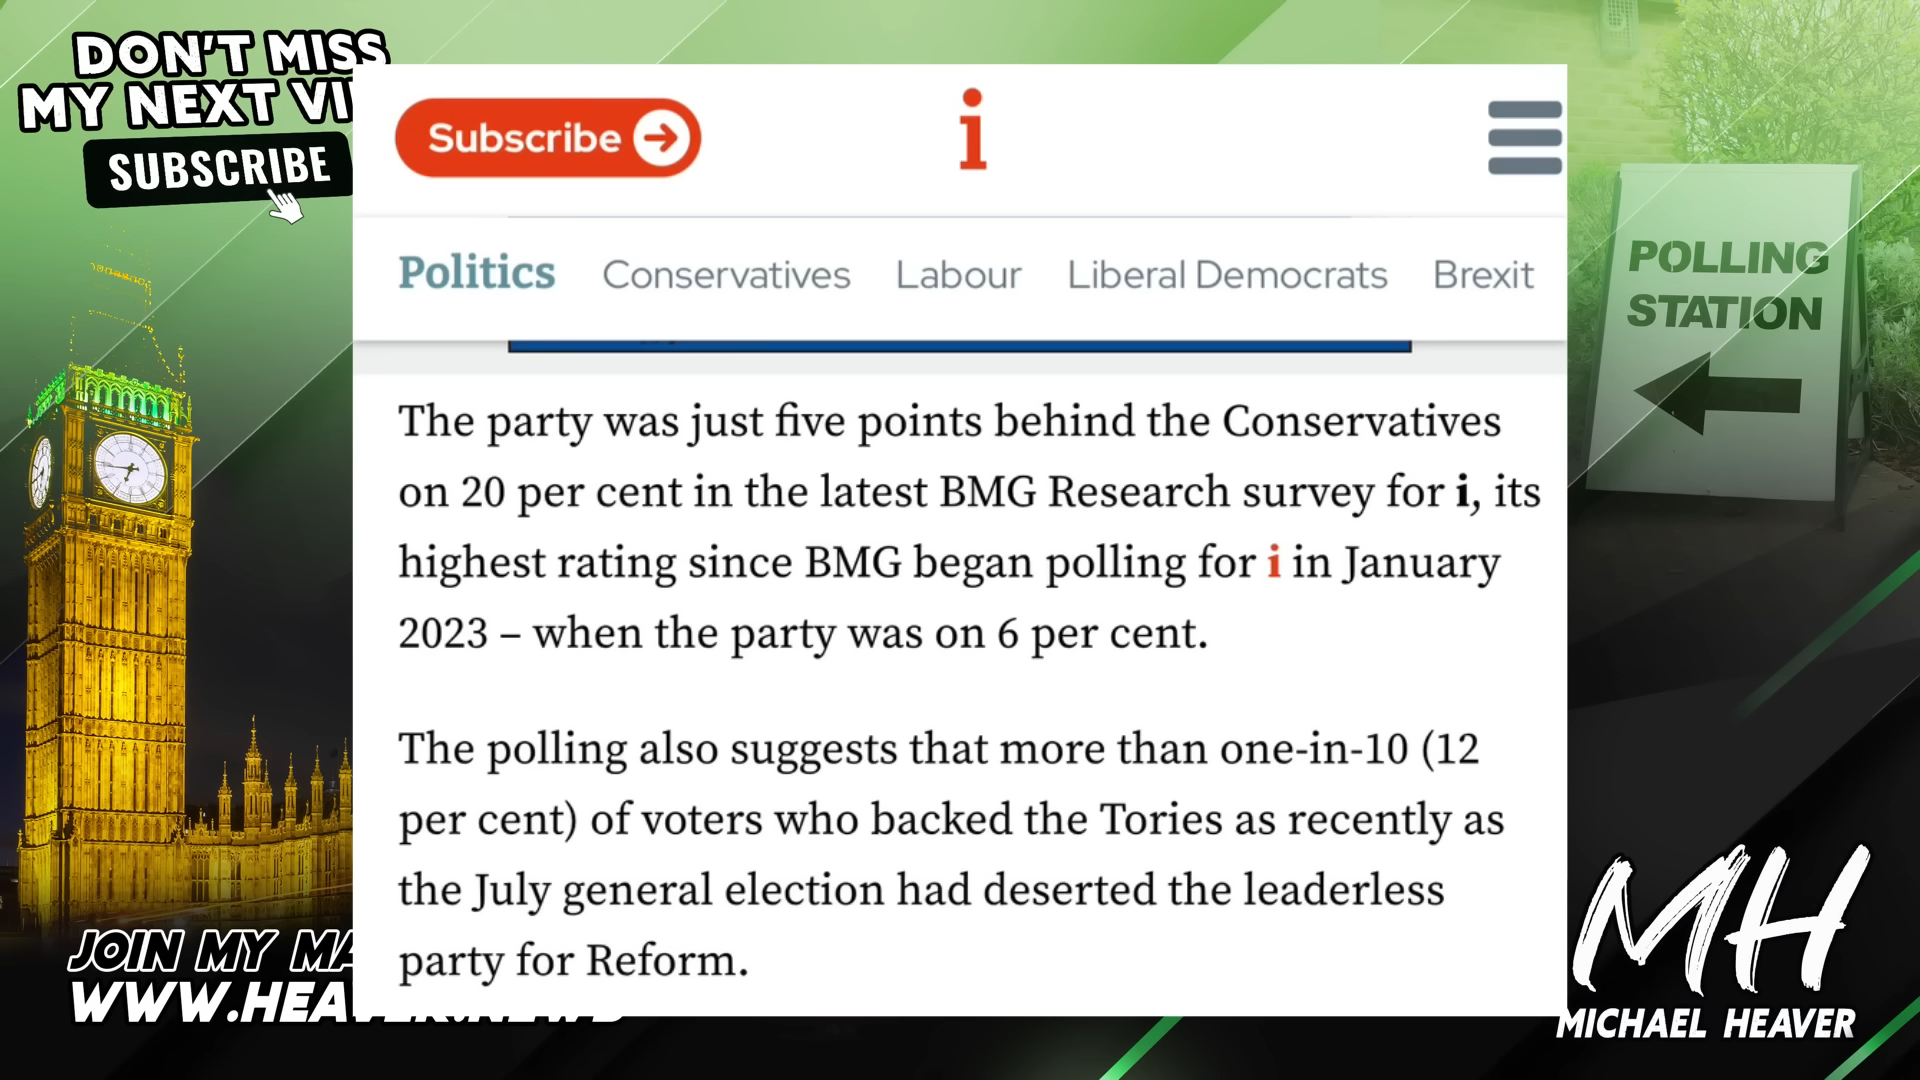 DON'T MISS
MY NEXT
SUBSCRIBE
Subscribe
i
Politics Conservatives Labour Liberal Democrats Brexit
The party was just five points behind the Conservatives
on 20 per cent in the latest BMG Research survey for i, its
highest rating since BMG began polling for i in January
2023 – when the party was on 6 per cent.
The polling also suggests that more than one-in-10 (12
per cent) of voters who backed the Tories as recently as
the July general election had deserted the leaderless
party for Reform.
POLLING
STATION
JOIN MY
WWW.HEAVER.NEWS
MH
MICHAEL HEAVER